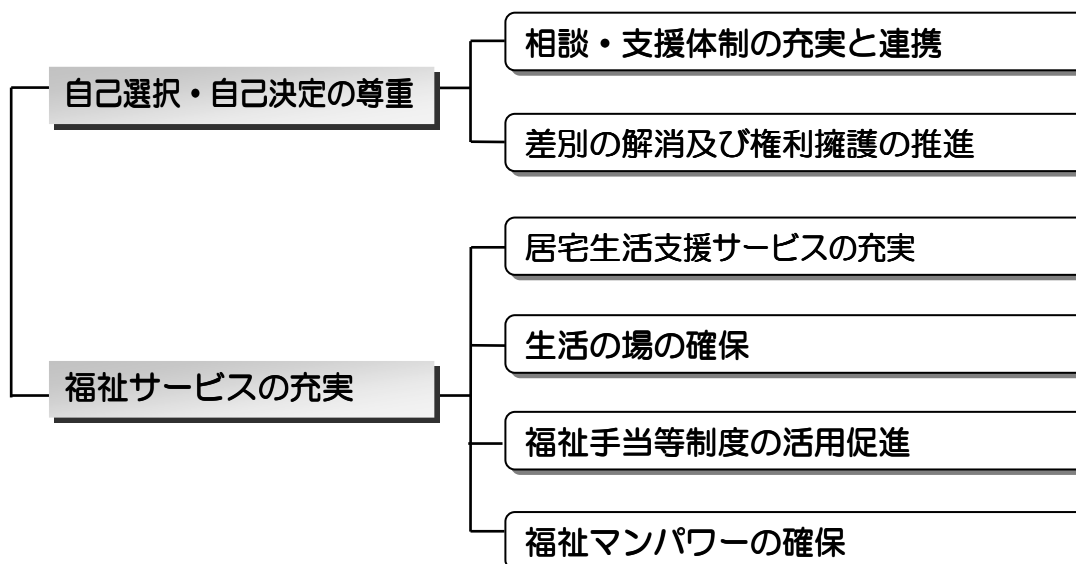 自己選択・自己決定の尊重
相談・支援体制の充実と連携
差別の解消及び権利擁護の推進
福祉サービスの充実
居宅生活支援サービスの充実
生活の場の確保
福祉手当等制度の活用促進
福祉マンパワーの確保